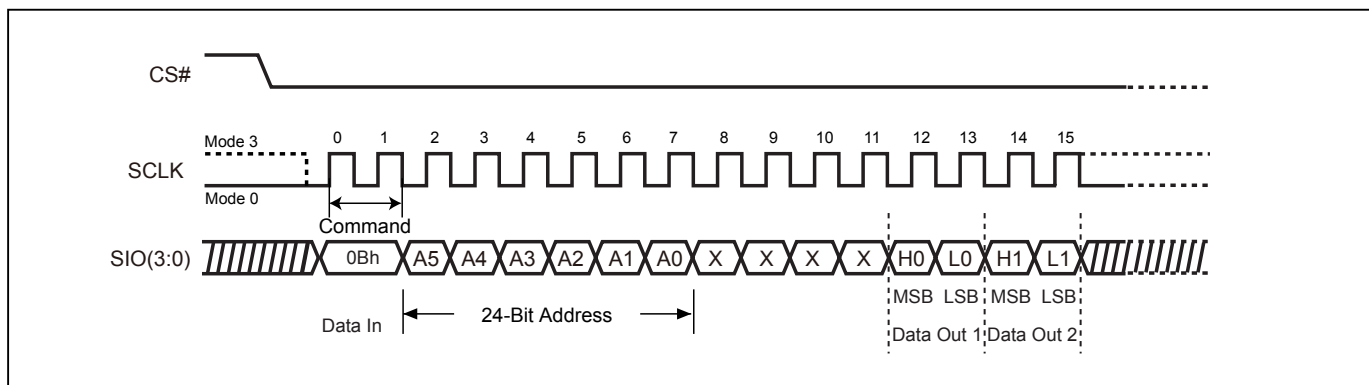 CS#
Mode 3
0 1 2 3 4 5 6 7 8 9 10 11 12 13 14 15
SCLK
Mode 0
Command
SIO(3:0) 0Bh A5 A4 A3 A2 A1 A0 X X X X H0 L0 H1 L1
MSB LSB MSB LSB
Data In 24-Bit Address Data Out 1 Data Out 2